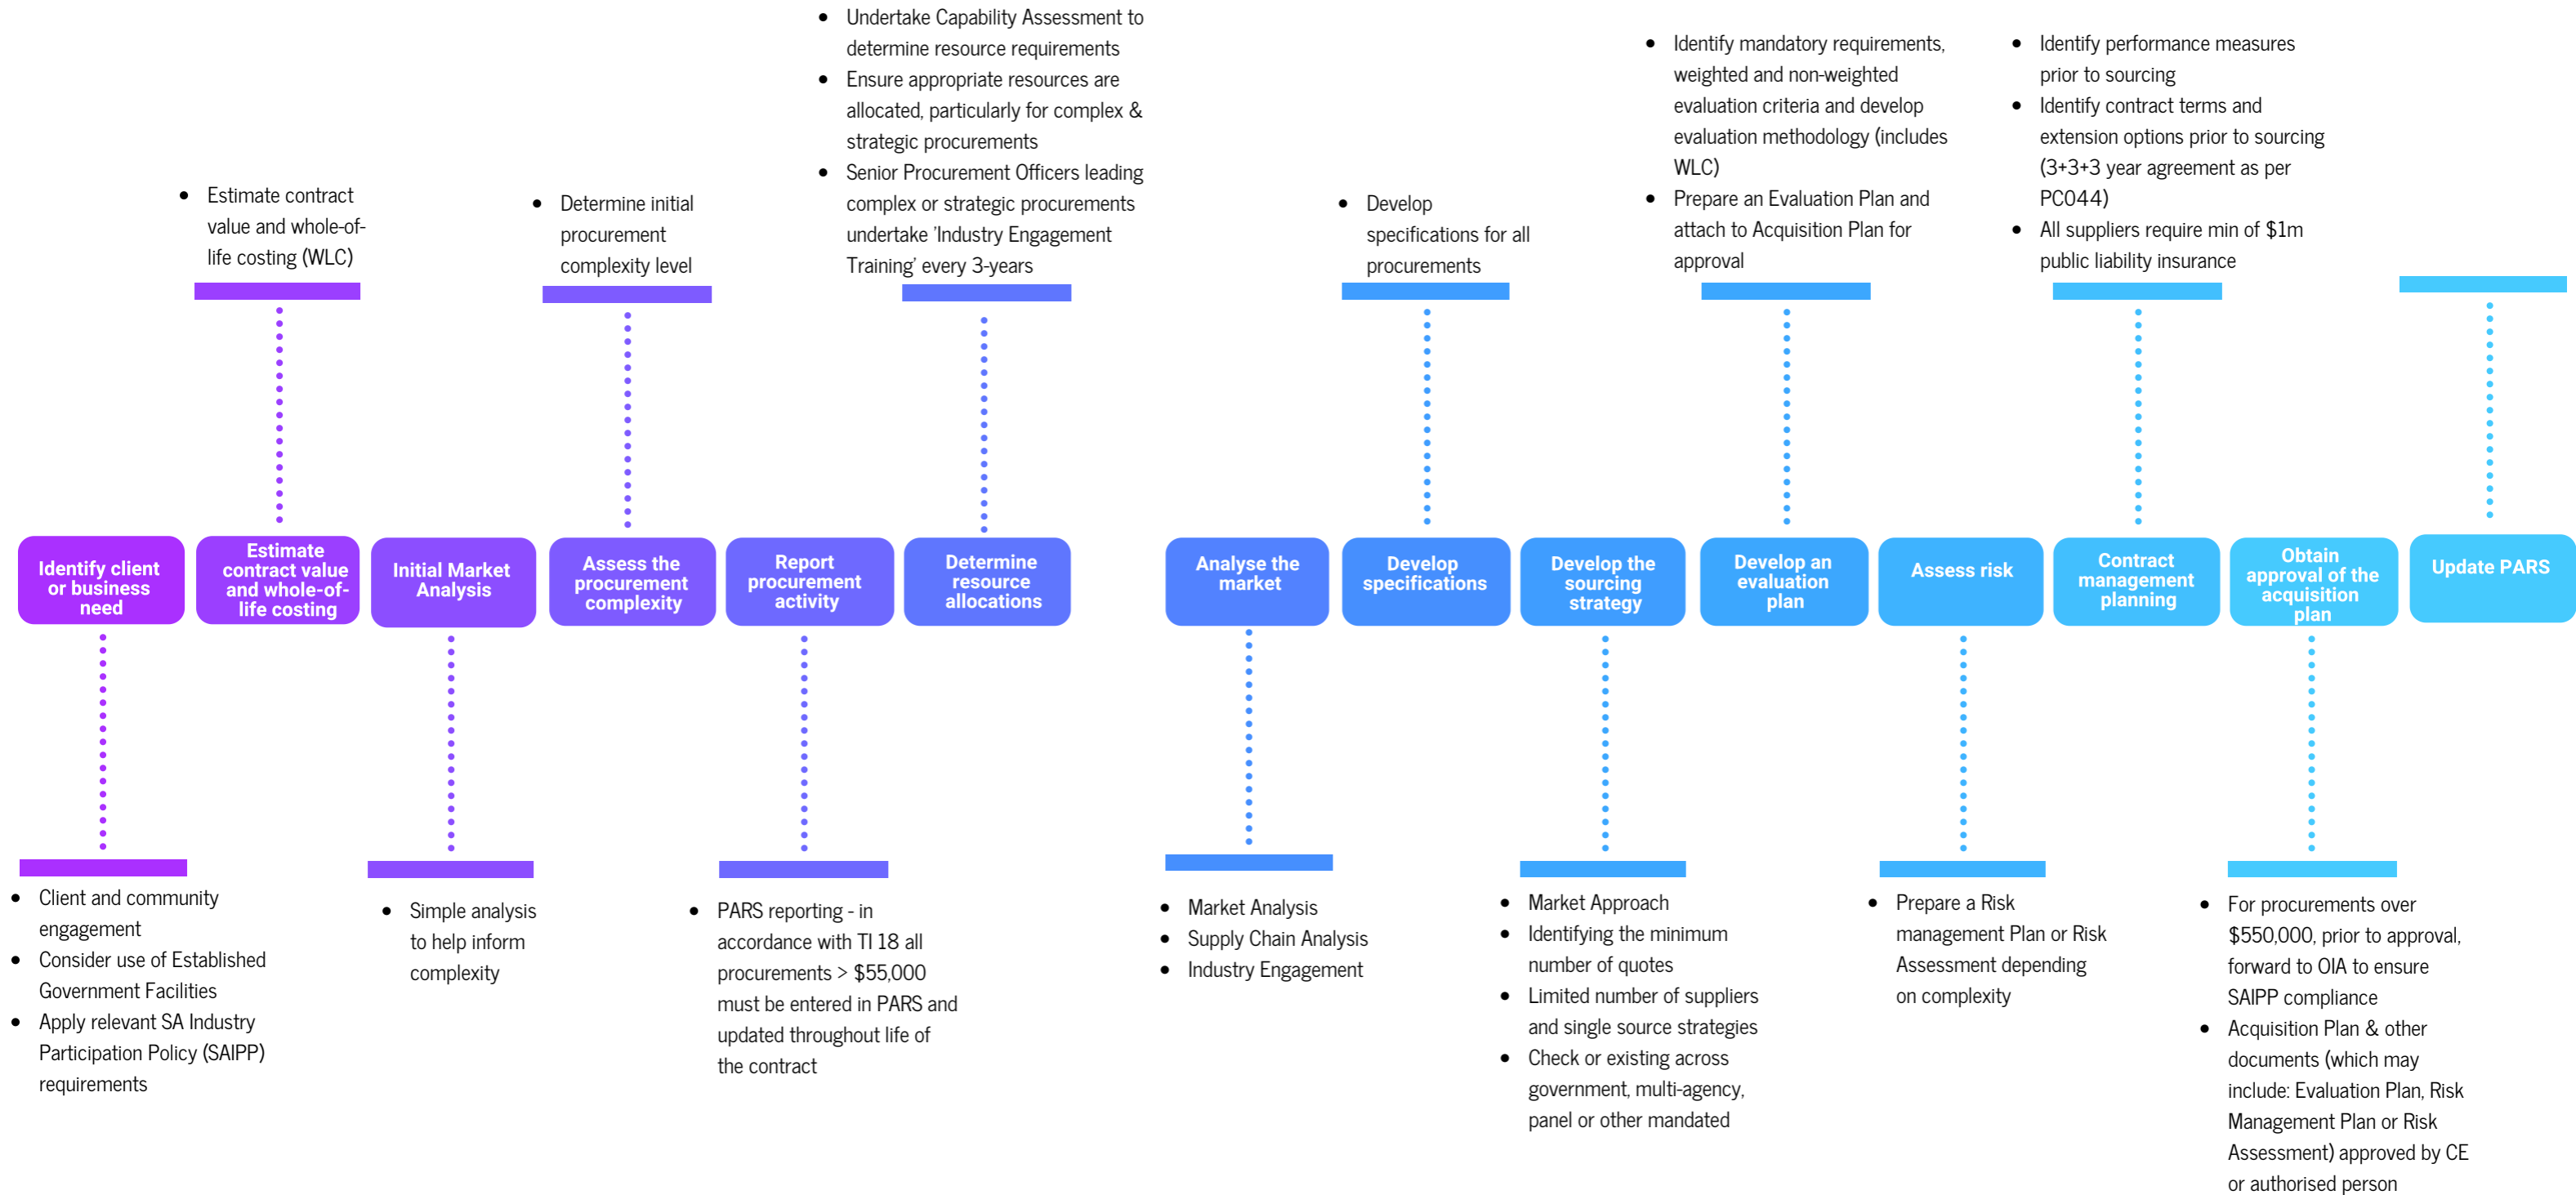 • Estimate contract
value and whole-of-
life costing (WLC)
• Determine initial
procurement
complexity level
• Undertake Capability Assessment to
determine resource requirements
• Ensure appropriate resources are
allocated, particularly for complex &
strategic procurements
• Senior Procurement Officers leading
complex or strategic procurements
undertake 'Industry Engagement
Training' every 3-years
• Develop
specifications for all
procurements
• Identify mandatory requirements,
weighted and non-weighted
evaluation criteria and develop
evaluation methodology (includes
WLC)
• Prepare an Evaluation Plan and
attach to Acquisition Plan for
approval
• Identify performance measures
prior to sourcing
• Identify contract terms and
extension options prior to sourcing
(3+3+3 year agreement as per
PC044)
• All suppliers require min of $1m
public liability insurance
Identify client
or business
need
Estimate
contract value
and whole-of-
life costing
Initial Market
Analysis
Assess the
procurement
complexity
Report
procurement
activity
Determine
resource
allocations
Analyse the
market
Develop
specifications
Develop the
sourcing
strategy
Develop an
evaluation
plan
Assess risk
Contract
management
planning
Obtain
approval of the
acquisition
plan
Update PARS
• Client and community
engagement
• Consider use of Established
Government Facilities
• Apply relevant SA Industry
Participation Policy (SAIPP)
requirements
• Simple analysis
to help inform
complexity
• PARS reporting - in
accordance with TI 18 all
procurements > $55,000
must be entered in PARS and
updated throughout life of
the contract
• Market Analysis
• Supply Chain Analysis
• Industry Engagement
• Market Approach
• Identifying the minimum
number of quotes
• Limited number of suppliers
and single source strategies
• Check or existing across
government, multi-agency,
panel or other mandated
• Prepare a Risk
management Plan or Risk
Assessment depending
on complexity
• For procurements over
$550,000, prior to approval,
forward to OIA to ensure
SAIPP compliance
• Acquisition Plan & other
documents (which may
include: Evaluation Plan, Risk
Management Plan or Risk
Assessment) approved by CE
or authorised person